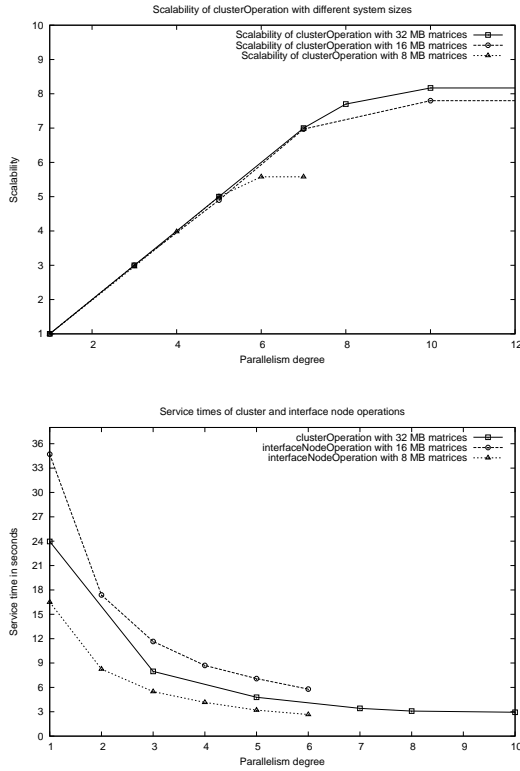 Scalability of clusterOperation with different system sizes
10
9
8
7
6
5
4
3
2
1
Scalability
Scalability of clusterOperation with 32 MB matrices
Scalability of clusterOperation with 16 MB matrices
Scalability of clusterOperation with 8 MB matrices
2 4 6 8 10 12
Parallelism degree
Service times of cluster and interface node operations
36
33
30
27
24
21
18
15
12
9
6
3
0
Service time in seconds
clusterOperation with 32 MB matrices
interfaceNodeOperation with 16 MB matrices
interfaceNodeOperation with 8 MB matrices
1 2 3 4 5 6 7 8 9 10
Parallelism degree